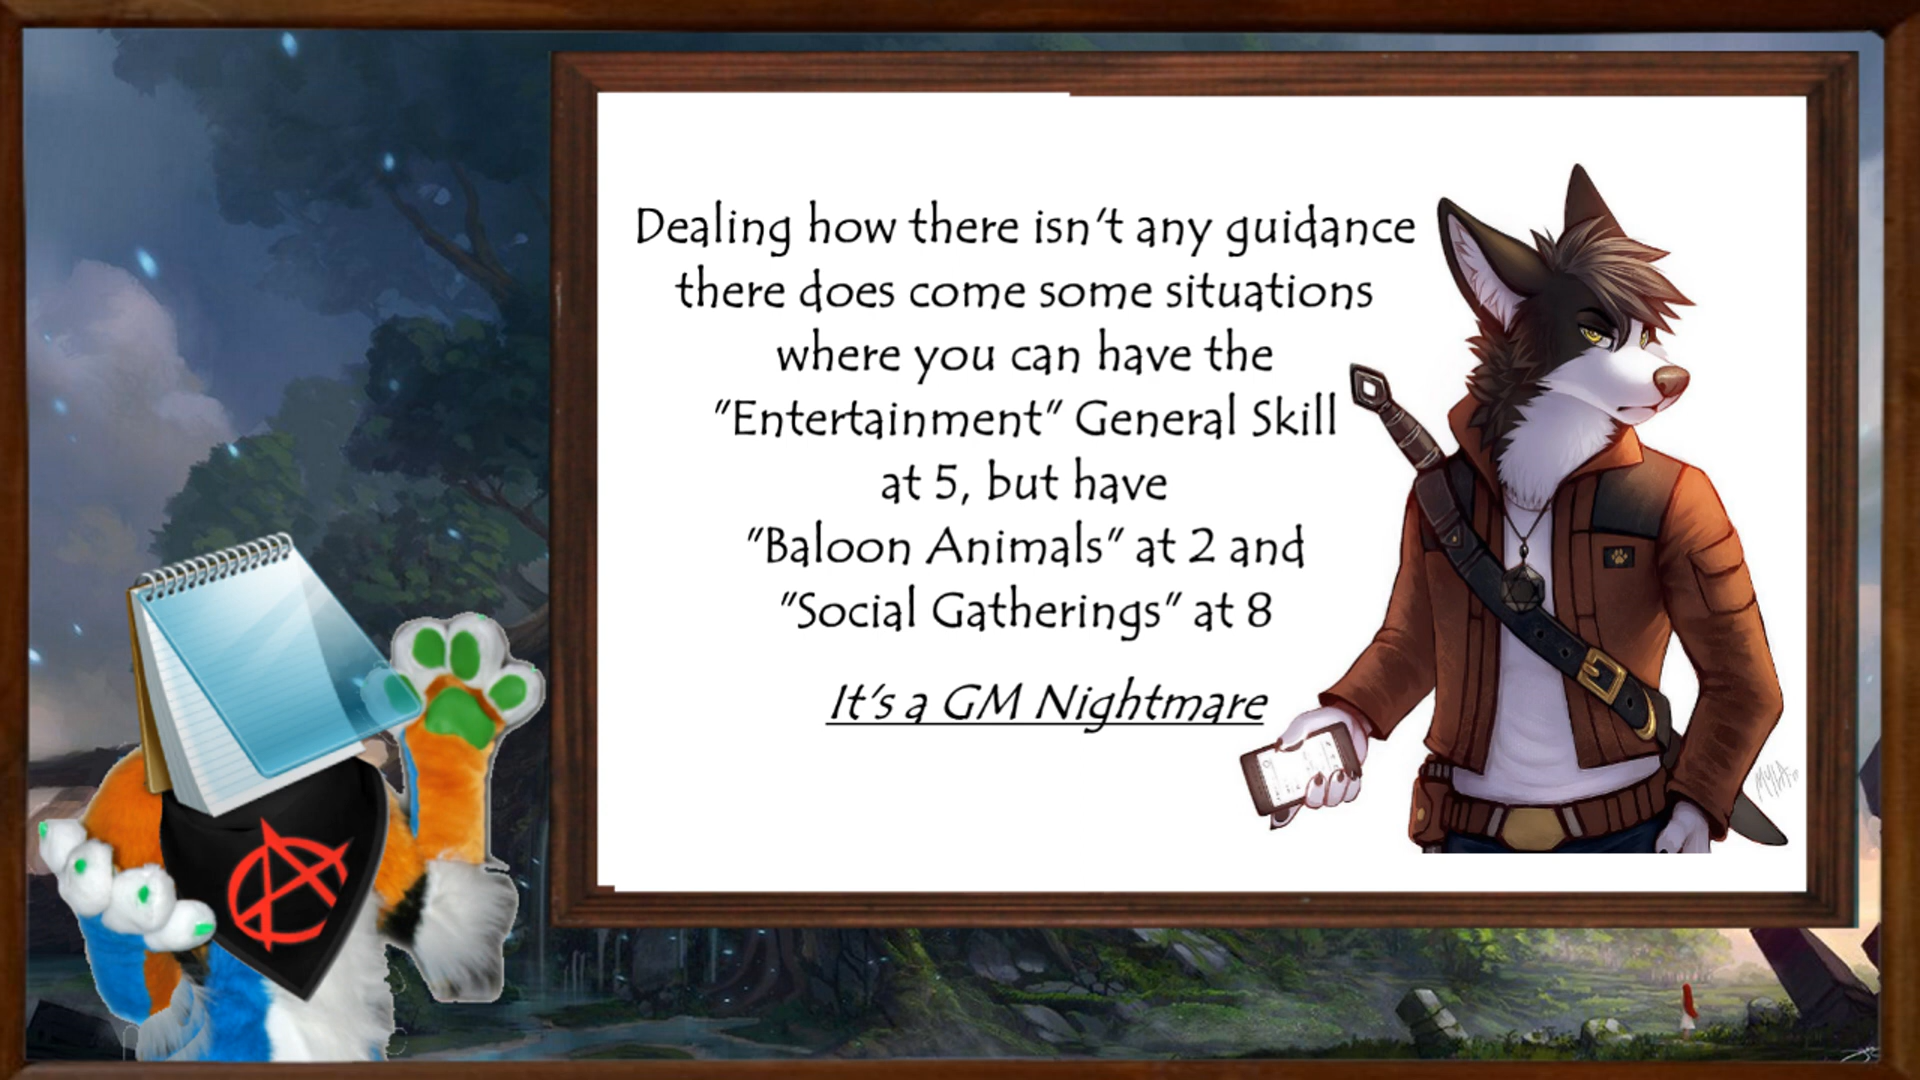 Dealing how there isn't any guidance
there does come some situations
where you can have the
"Entertainment" General Skill
at 5, but have
"Baloon Animals" at 2 and
"Social Gatherings" at 8
It's a GM Nightmare